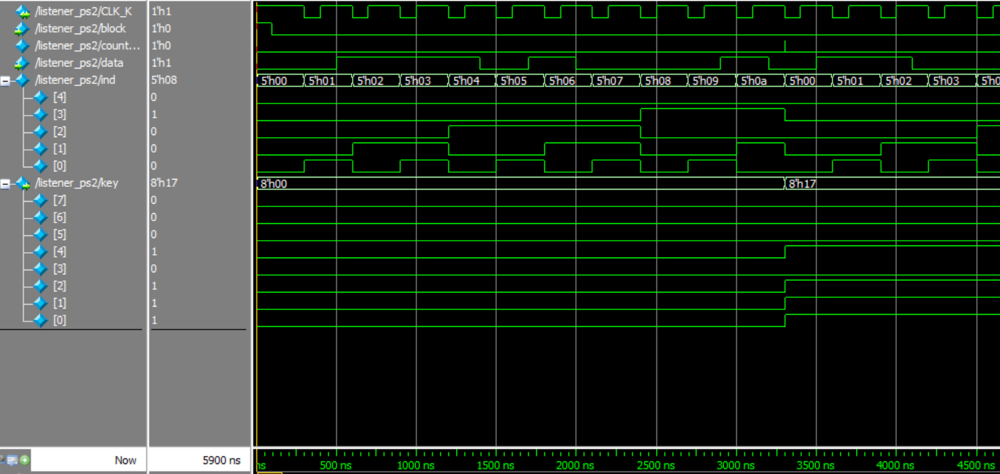 /listener_ps2/CLK_K 1'h1
/listener_ps2/block 1'h0
/listener_ps2/count... 1'h0
/listener_ps2/data 1'h1
/listener_ps2/ind 5'h08 5'h00 5'h01 5'h02 5'h03 5'h04 5'h05 5'h06 5'h07 5'h08 5'h09 5'h0a 5'h00 5'h01 5'h02 5'h03 5'h0
[4] 0
[3] 1
[2] 0
[1] 0
[0] 0
/listener_ps2/key 8'h17 8'h00 8'h17
[7] 0
[6] 0
[5] 0
[4] 1
[3] 0
[2] 1
[1] 1
[0] 1
Now 5900 ns ns 500 ns 1000 ns 1500 ns 2000 ns 2500 ns 3000 ns 3500 ns 4000 ns 4500 ns